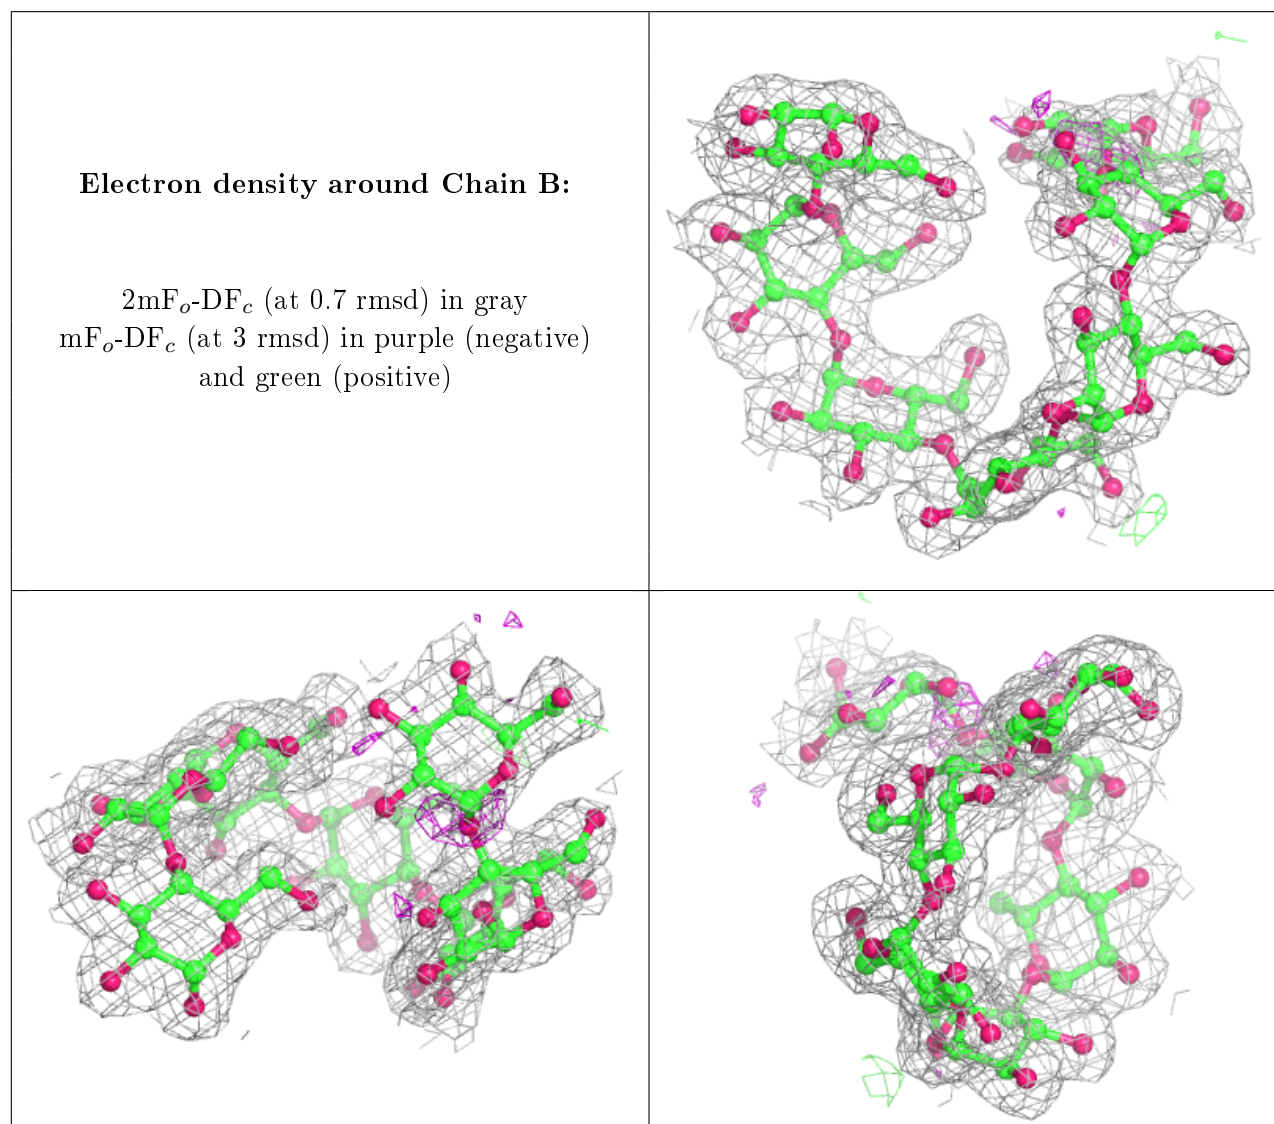 Electron density around Chain B:
2mFo-DFc (at 0.7 rmsd) in gray
mFo-DFc (at 3 rmsd) in purple (negative)
and green (positive)